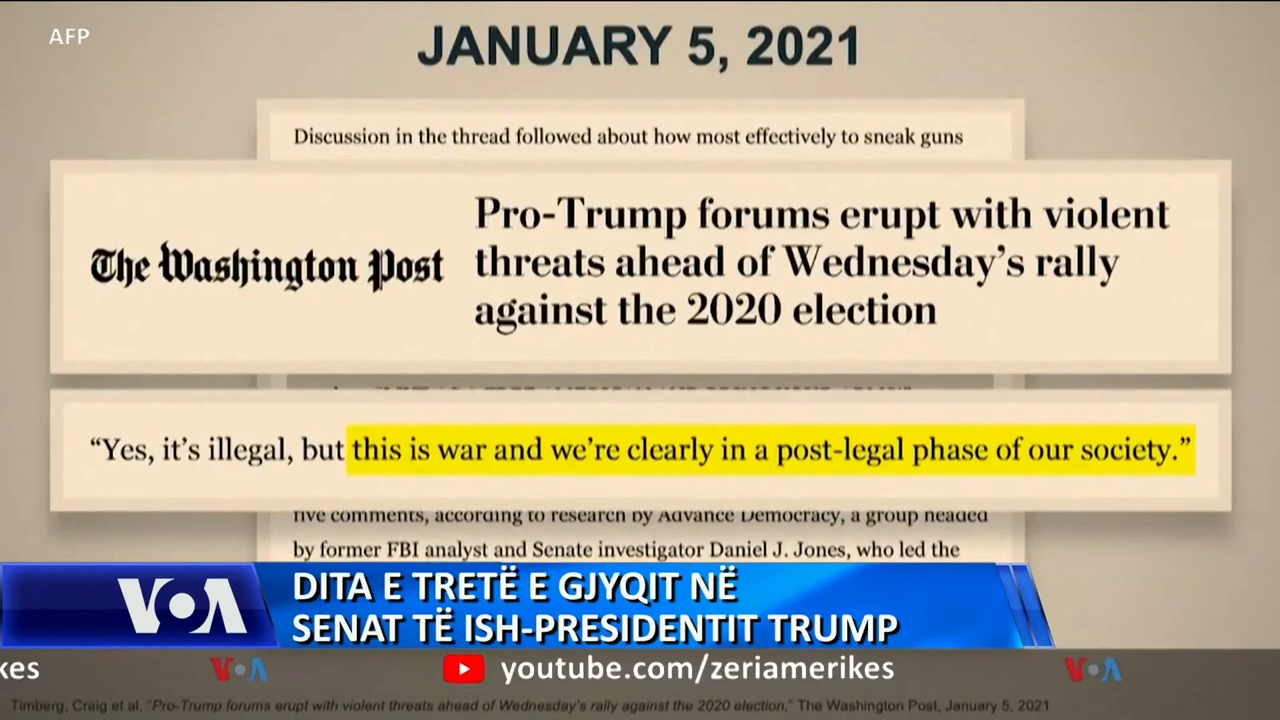 AFP
JANUARY 5, 2021
Discussion in the thread followed about how most effectively to sneak guns
The Washington Post
Pro-Trump forums erupt with violent
threats ahead of Wednesday’s rally
against the 2020 election
“Yes, it’s illegal, but this is war and we’re clearly in a post-legal phase of our society.”
five comments, according to research by Advance Democracy, a group headed
by former FBI analyst and Senate investigator Daniel J. Jones, who led the
VOA
DITA E TRETË E GJYQIT NË
SENAT TË ISH-PRESIDENTIT TRUMP
kes
VOA
youtube.com/zeriamerikes
VOA
Timberg, Craig et al. “Pro-Trump forums erupt with violent threats ahead of Wednesday’s rally against the 2020 election,” The Washington Post, January 5, 2021